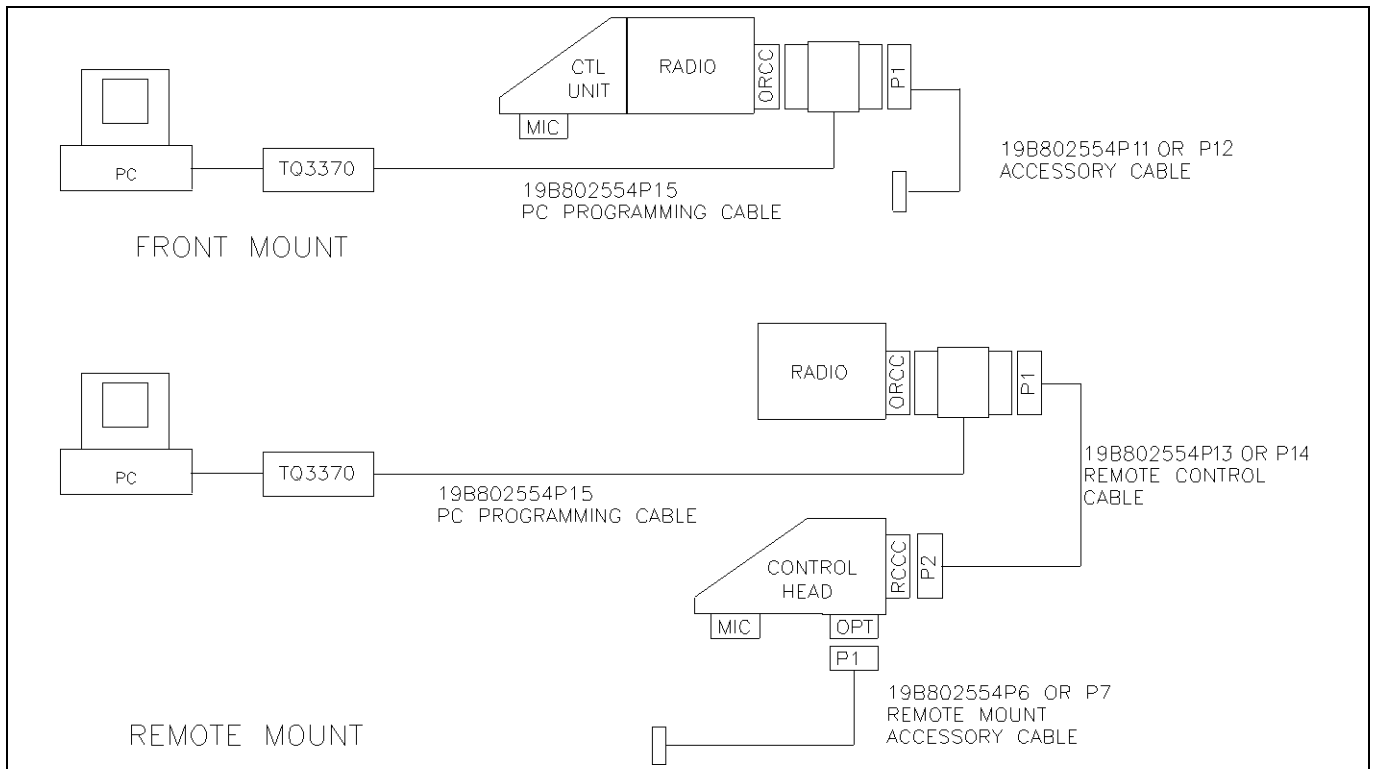 CTL
UNIT
RADIO
ORCC
P1
MIC
PC
TQ3370
19B802554P15
PC PROGRAMMING CABLE
19B802554P11 OR P12
ACCESSORY CABLE
FRONT MOUNT
RADIO
ORCC
P1
PC
TQ3370
19B802554P15
PC PROGRAMMING CABLE
19B802554P13 OR P14
REMOTE CONTROL
CABLE
CONTROL
HEAD
RCCC
P2
MIC
OPT
P1
19B802554P6 OR P7
REMOTE MOUNT
ACCESSORY CABLE
REMOTE MOUNT